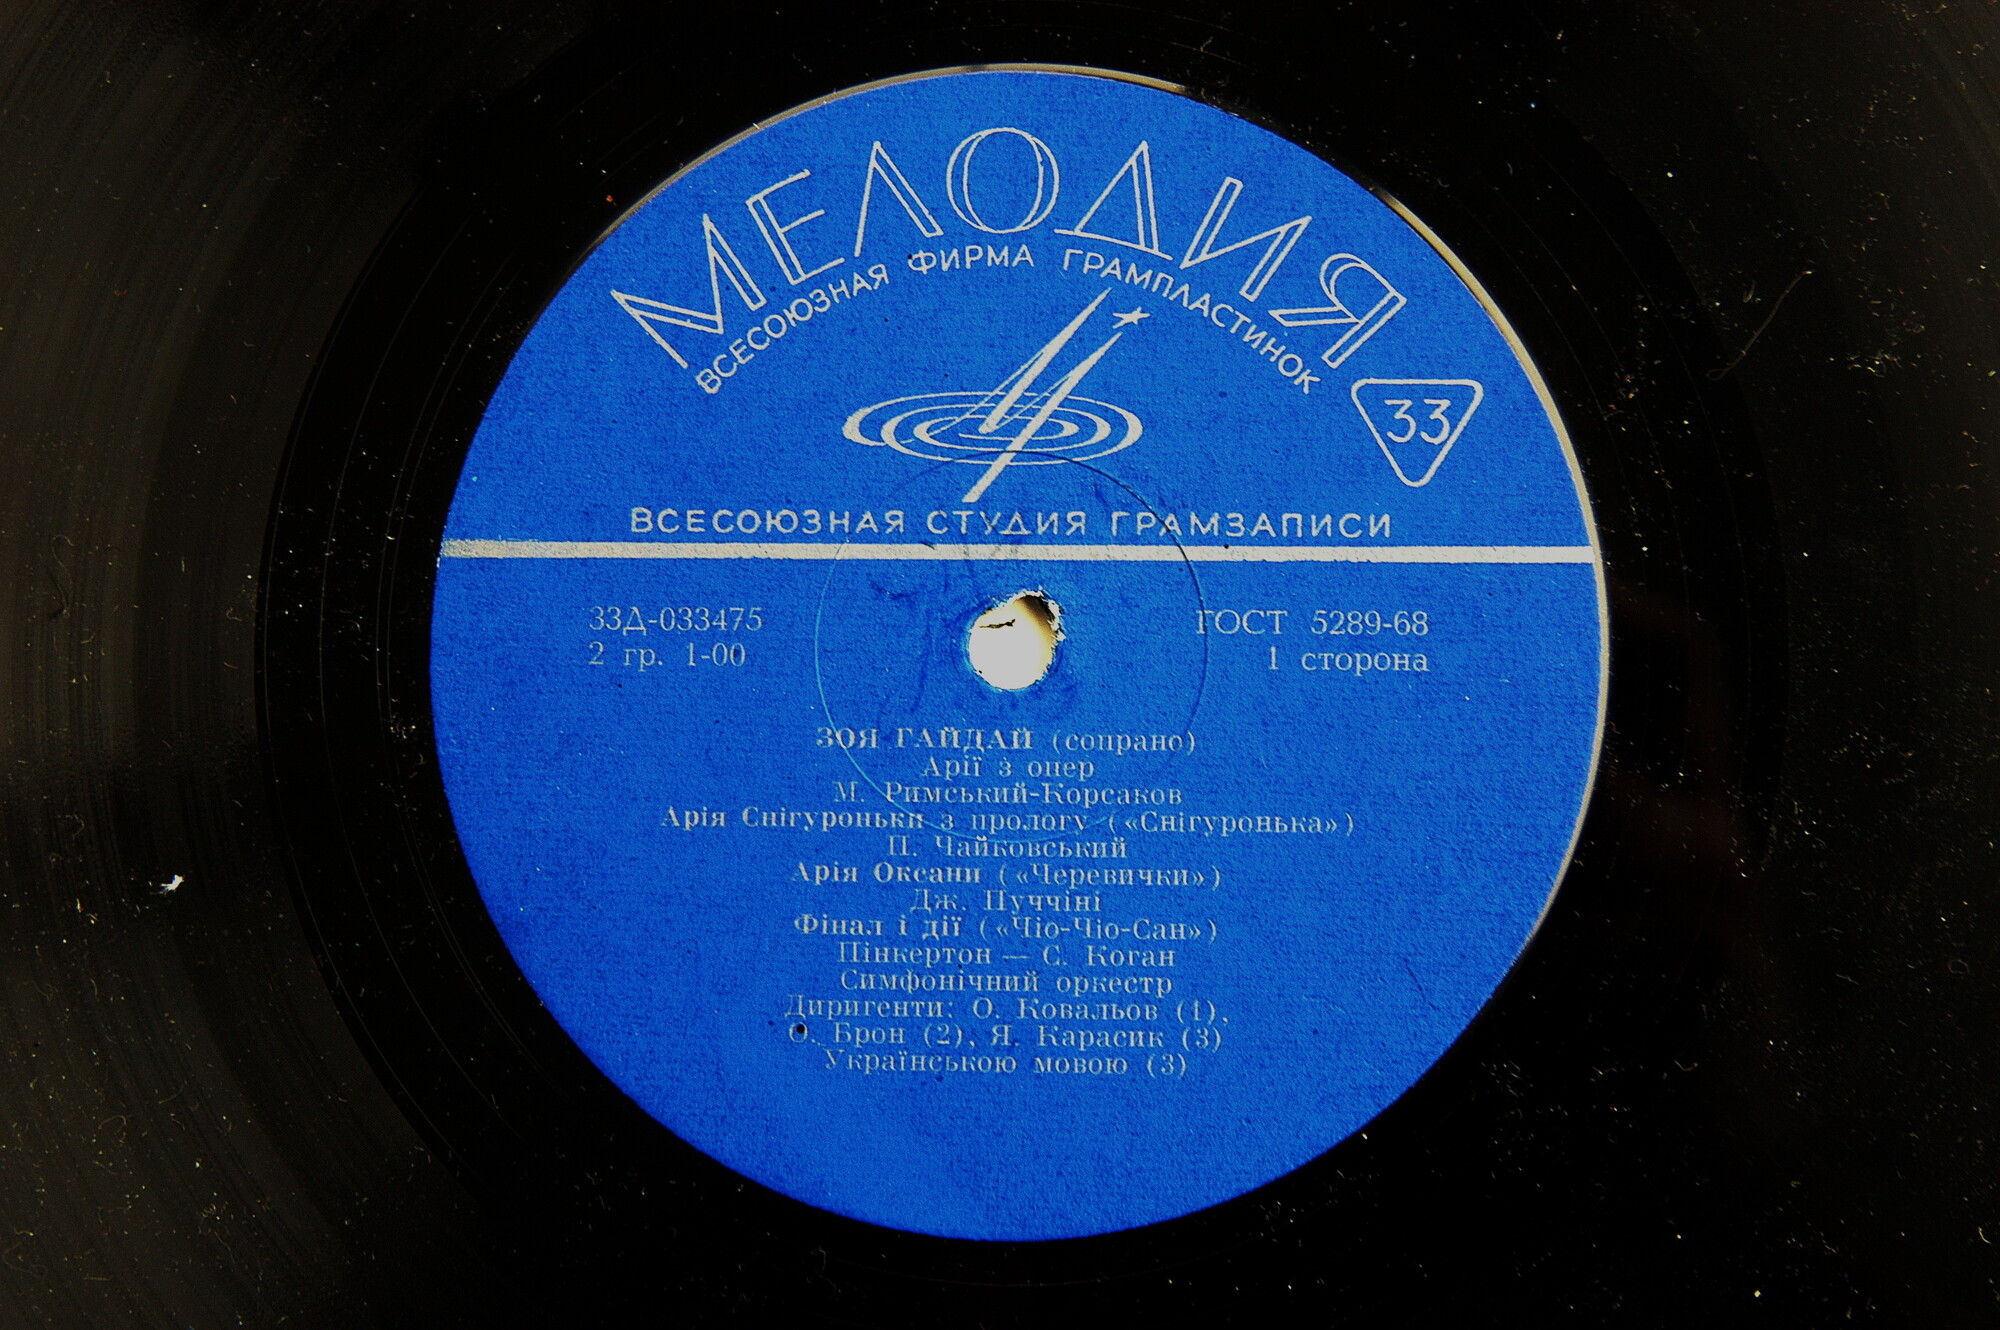 МЕЛОДИЯ
ВСЕСОЮЗНАЯ ФИРМА ГРАМПЛАСТИНОК
33
ВСЕСОЮЗНАЯ СТУДИЯ ГРАМЗАПИСИ
33Д-033475
2 гр. 1-00
ГОСТ 5289-68
1 сторона
ЗОЯ ГАЙДАЙ (сопрано)
Арії з опер
М. Римський-Корсаков
Арія Снігуроньки з прологу («Снігуронька»)
П. Чайковський
Арія Оксани («Черевички»)
Дж. Пуччіні
Фінал і дії («Чіо-Чіо-Сан»)
Пінкертон — С. Коган
Симфонічний оркестр
Диригенти: О. Ковальов (1),
О. Брон (2), Я. Карасик (3)
Українською мовою (3)